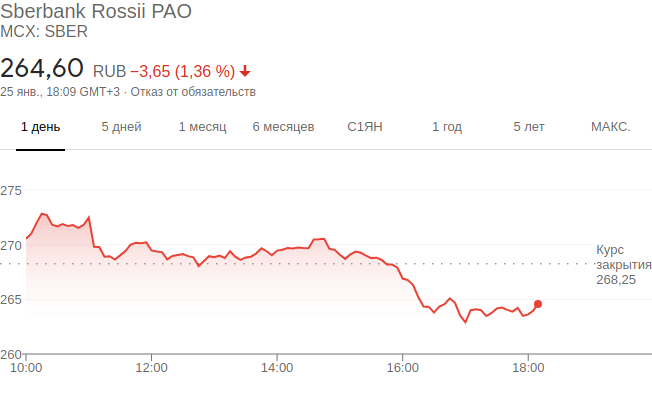 Sberbank Rossii PAO
MCX: SBER
264,60 RUB −3,65 (1,36 %)
25 янв., 18:09 GMT+3 · Отказ от обязательств
1 день 5 дней 1 месяц 6 месяцев С1ЯН 1 год 5 лет МАКС.
275
270
Курс
закрытия
268,25
265
260
10:00 12:00 14:00 16:00 18:00